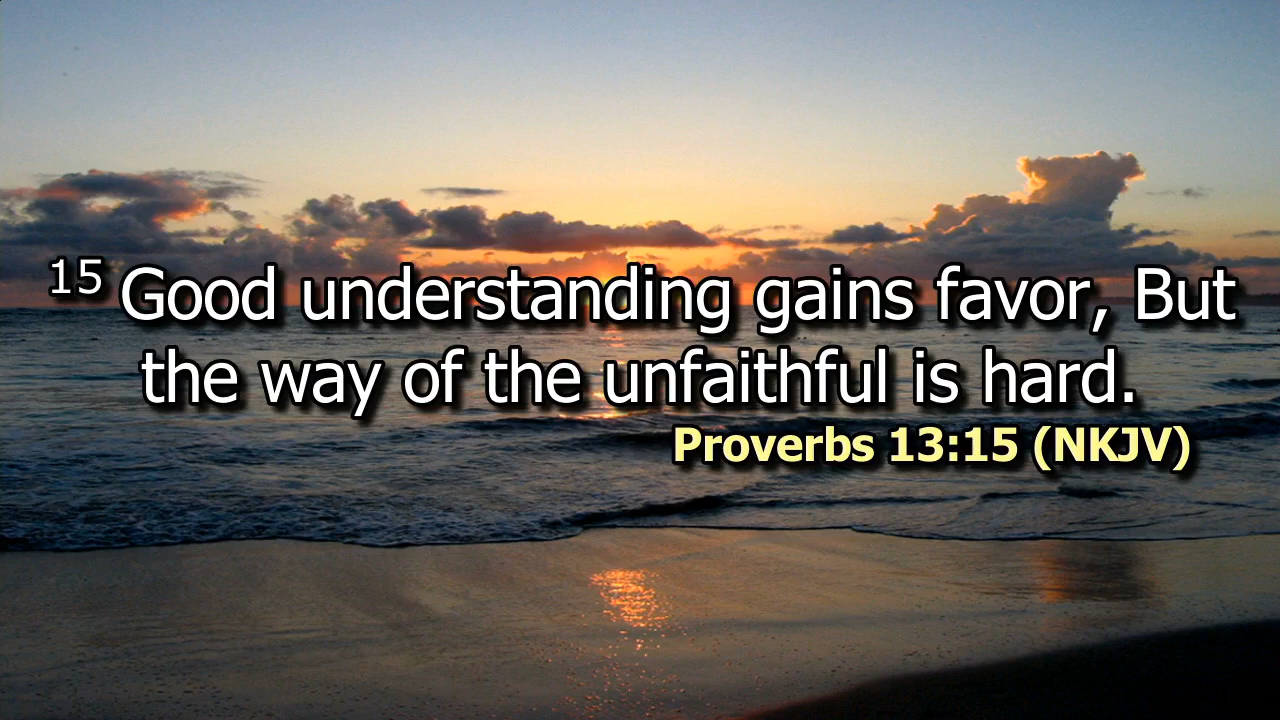 15 Good understanding gains favor, But
the way of the unfaithful is hard.
Proverbs 13:15 (NKJV)